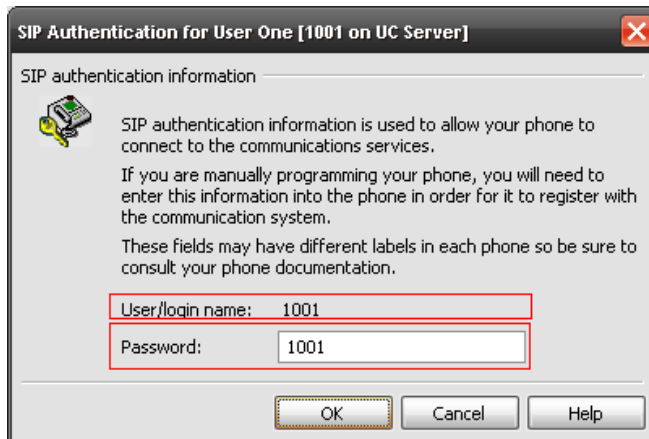 SIP Authentication for User One [1001 on UC Server]
SIP authentication information
SIP authentication information is used to allow your phone to
connect to the communications services.
If you are manually programming your phone, you will need to
enter this information into the phone in order for it to register with
the communication system.
These fields may have different labels in each phone so be sure to
consult your phone documentation.
User/login name: 1001
Password: 1001
OK Cancel Help